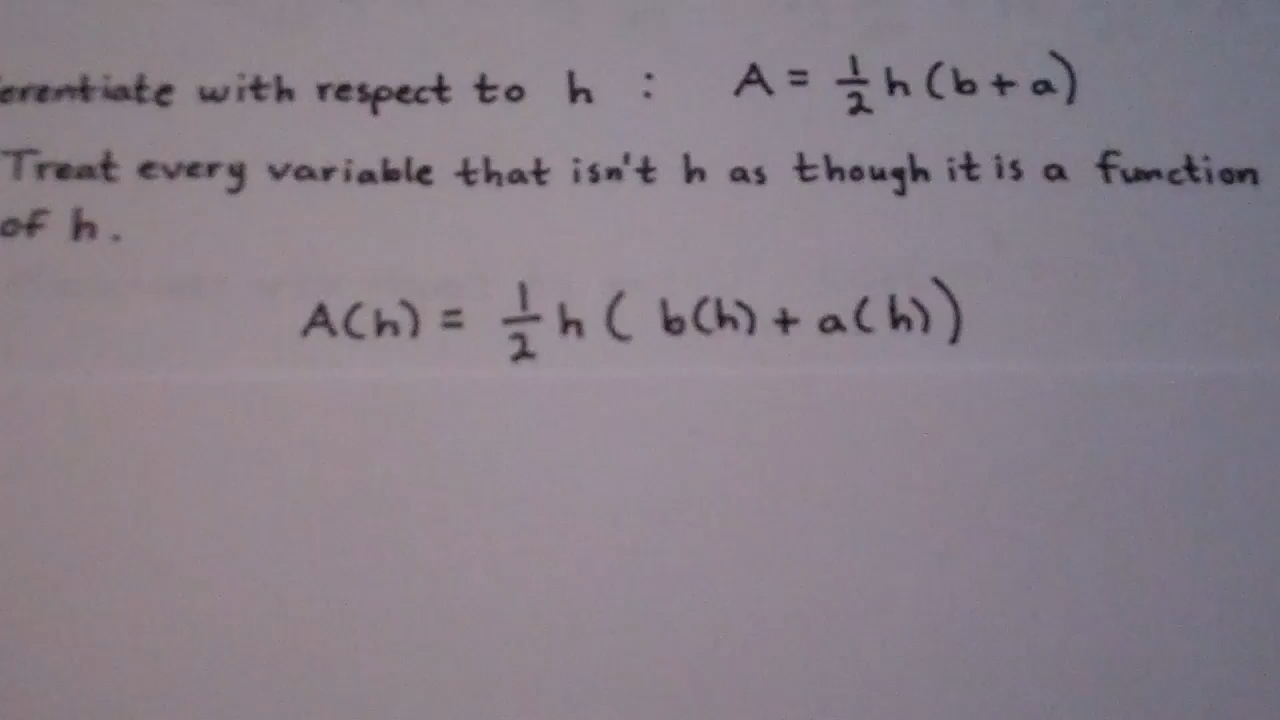 erentiate with respect to h : A = 1/2 h (b + a)
Treat every variable that isn't h as though it is a function
of h.
A(h) = 1/2 h ( b(h) + a(h))